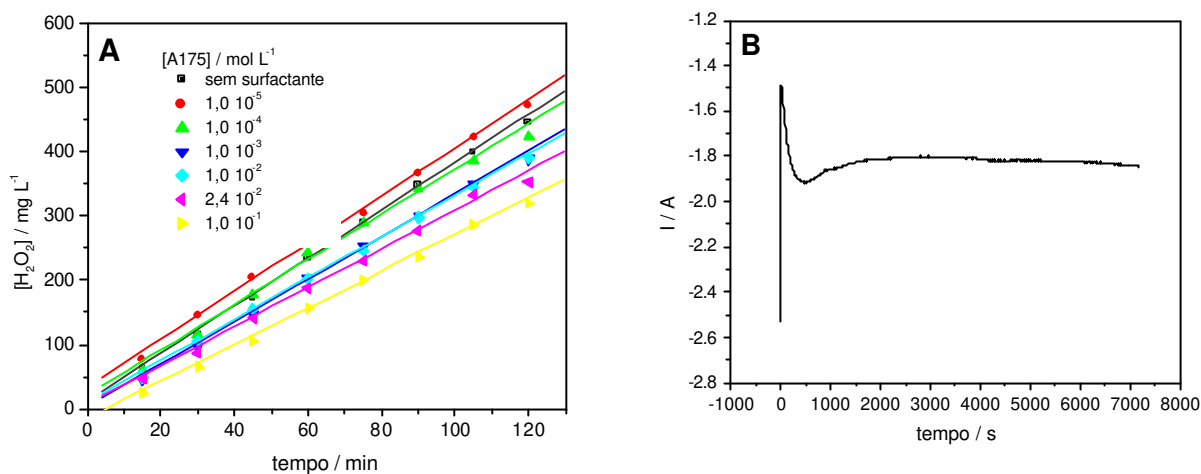 A
[A175] / mol L⁻¹
sem surfactante
1,0 10⁻⁵
1,0 10⁻⁴
1,0 10⁻³
1,0 10⁻²
2,4 10⁻²
1,0 10⁻¹
600
500
400
300
200
100
0
[H₂O₂] / mg L⁻¹
0 20 40 60 80 100 120
tempo / min
B
-1.2
-1.4
-1.6
-1.8
-2.0
-2.2
-2.4
-2.6
-2.8
I / A
-1000 0 1000 2000 3000 4000 5000 6000 7000 8000
tempo / s